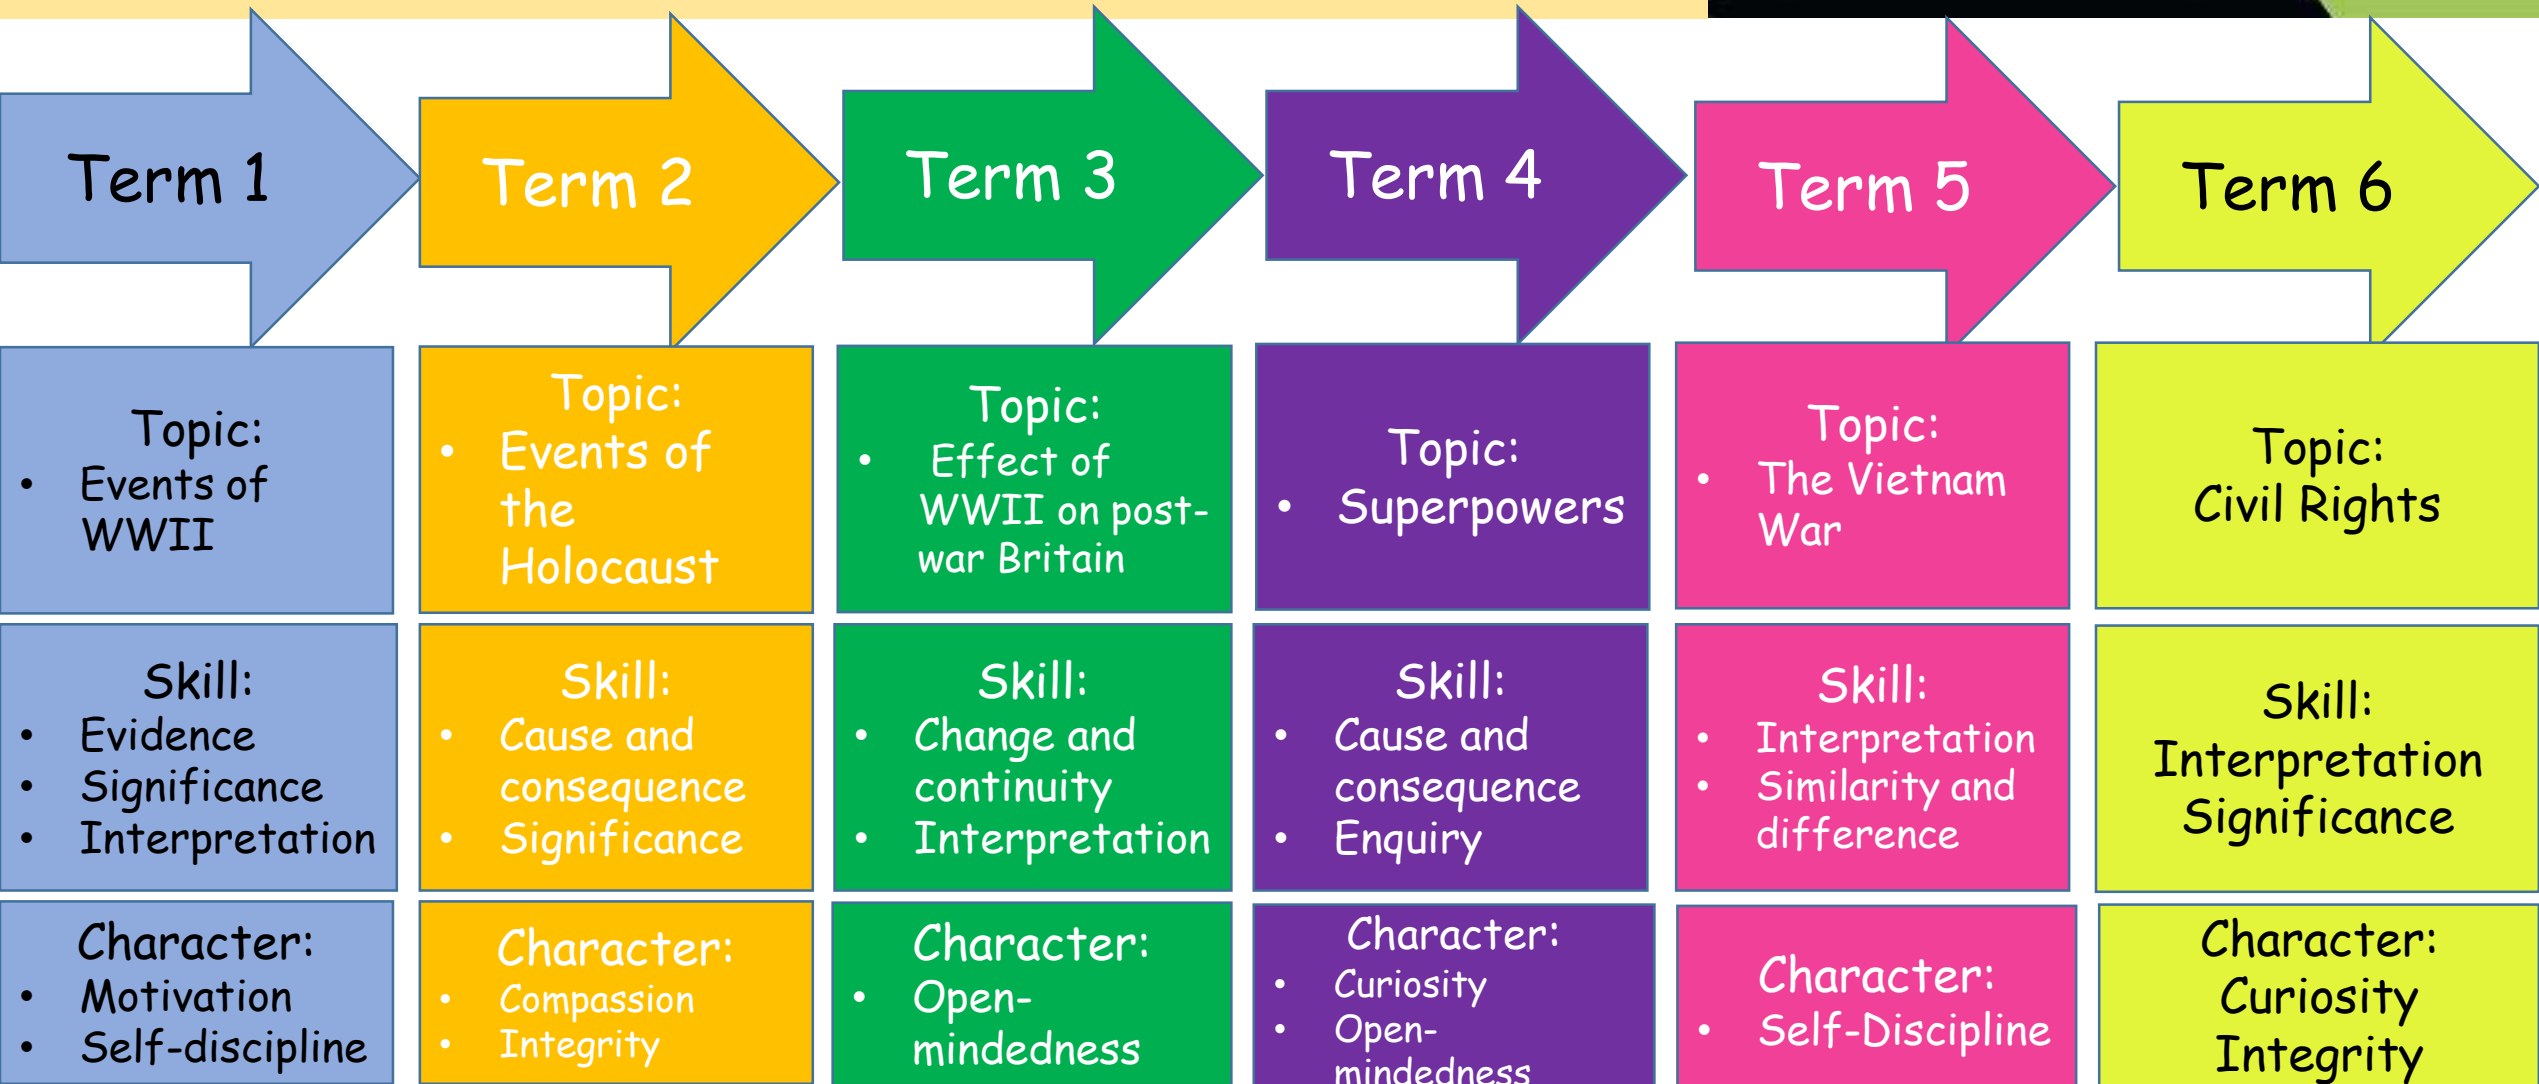 Term 1
Term 2
Term 3
Term 4
Term 5
Term 6
Topic:
• Events of
WWII
Topic:
• Events of
the
Holocaust
Topic:
• Effect of
WWII on post-
war Britain
Topic:
• Superpowers
Topic:
• The Vietnam
War
Topic:
Civil Rights
Skill:
• Evidence
• Significance
• Interpretation
Skill:
• Cause and
consequence
• Significance
Skill:
• Change and
continuity
• Interpretation
Skill:
• Cause and
consequence
• Enquiry
Skill:
• Interpretation
• Similarity and
difference
Skill:
Interpretation
Significance
Character:
• Motivation
• Self-discipline
Character:
• Compassion
• Integrity
Character:
• Open-
mindedness
Character:
• Curiosity
• Open-
mindedness
Character:
• Self-Discipline
Character:
Curiosity
Integrity